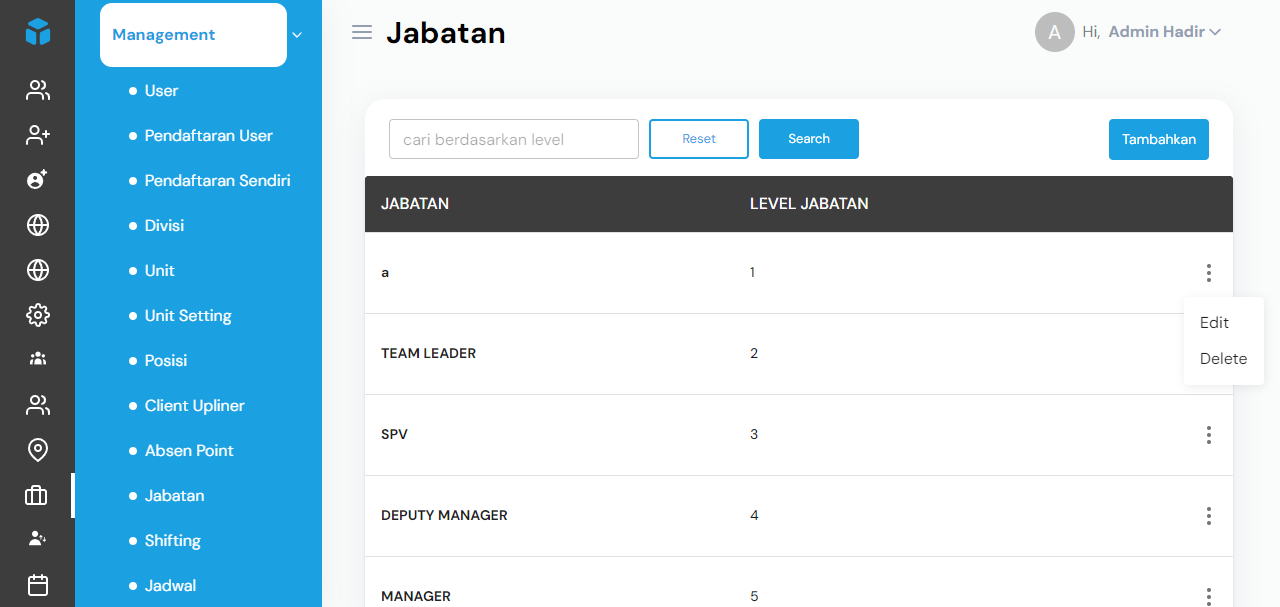 Management
User
Pendaftaran User
Pendaftaran Sendiri
Divisi
Unit
Unit Setting
Posisi
Client Upliner
Absen Point
Jabatan
Shifting
Jadwal
Jabatan
A Hi, Admin Hadir
cari berdasarkan level Reset Search Tambahkan
JABATAN LEVEL JABATAN
a 1
Edit
Delete
TEAM LEADER 2
SPV 3
DEPUTY MANAGER 4
MANAGER 5